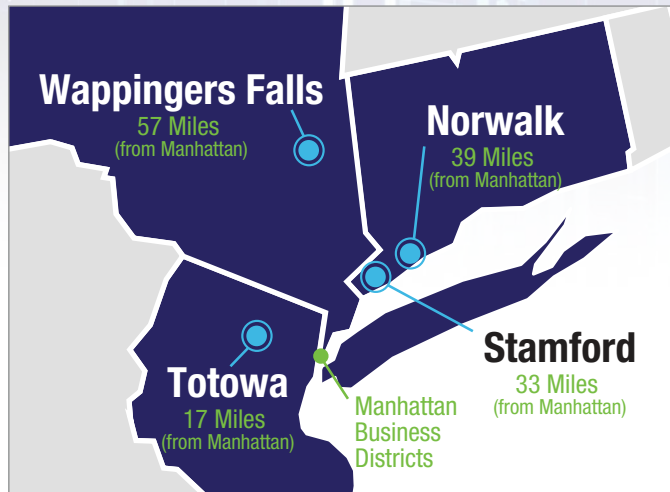 Wappingers Falls
57 Miles
(from Manhattan)
Norwalk
39 Miles
(from Manhattan)
Stamford
33 Miles
(from Manhattan)
Totowa
17 Miles
(from Manhattan)
Manhattan
Business
Districts